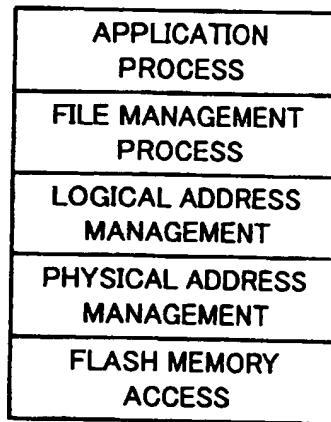 APPLICATION
PROCESS
FILE MANAGEMENT
PROCESS
LOGICAL ADDRESS
MANAGEMENT
PHYSICAL ADDRESS
MANAGEMENT
FLASH MEMORY
ACCESS